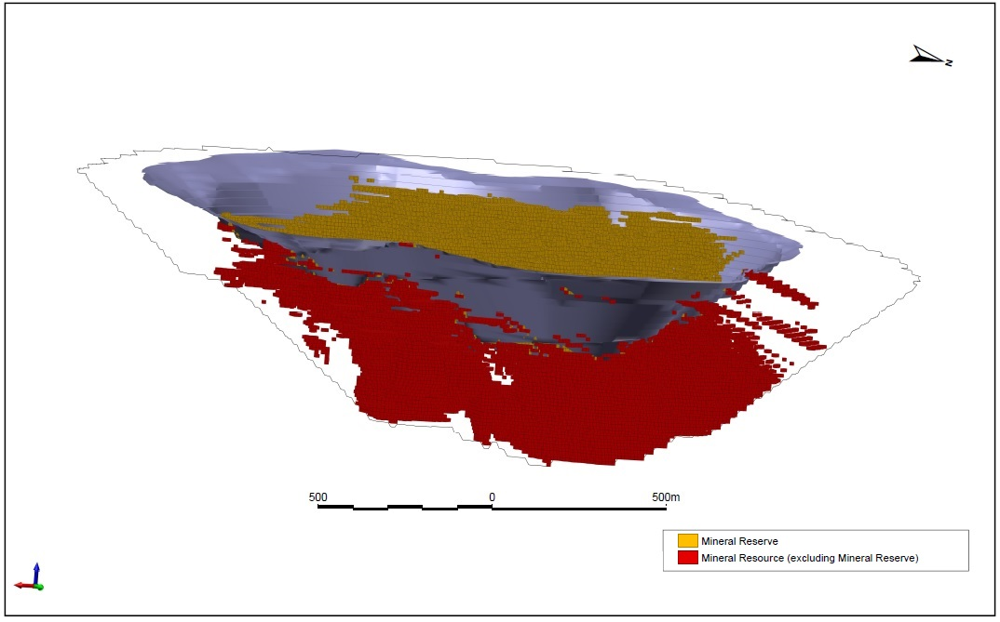 N
500 0 500m
Mineral Reserve
Mineral Resource (excluding Mineral Reserve)